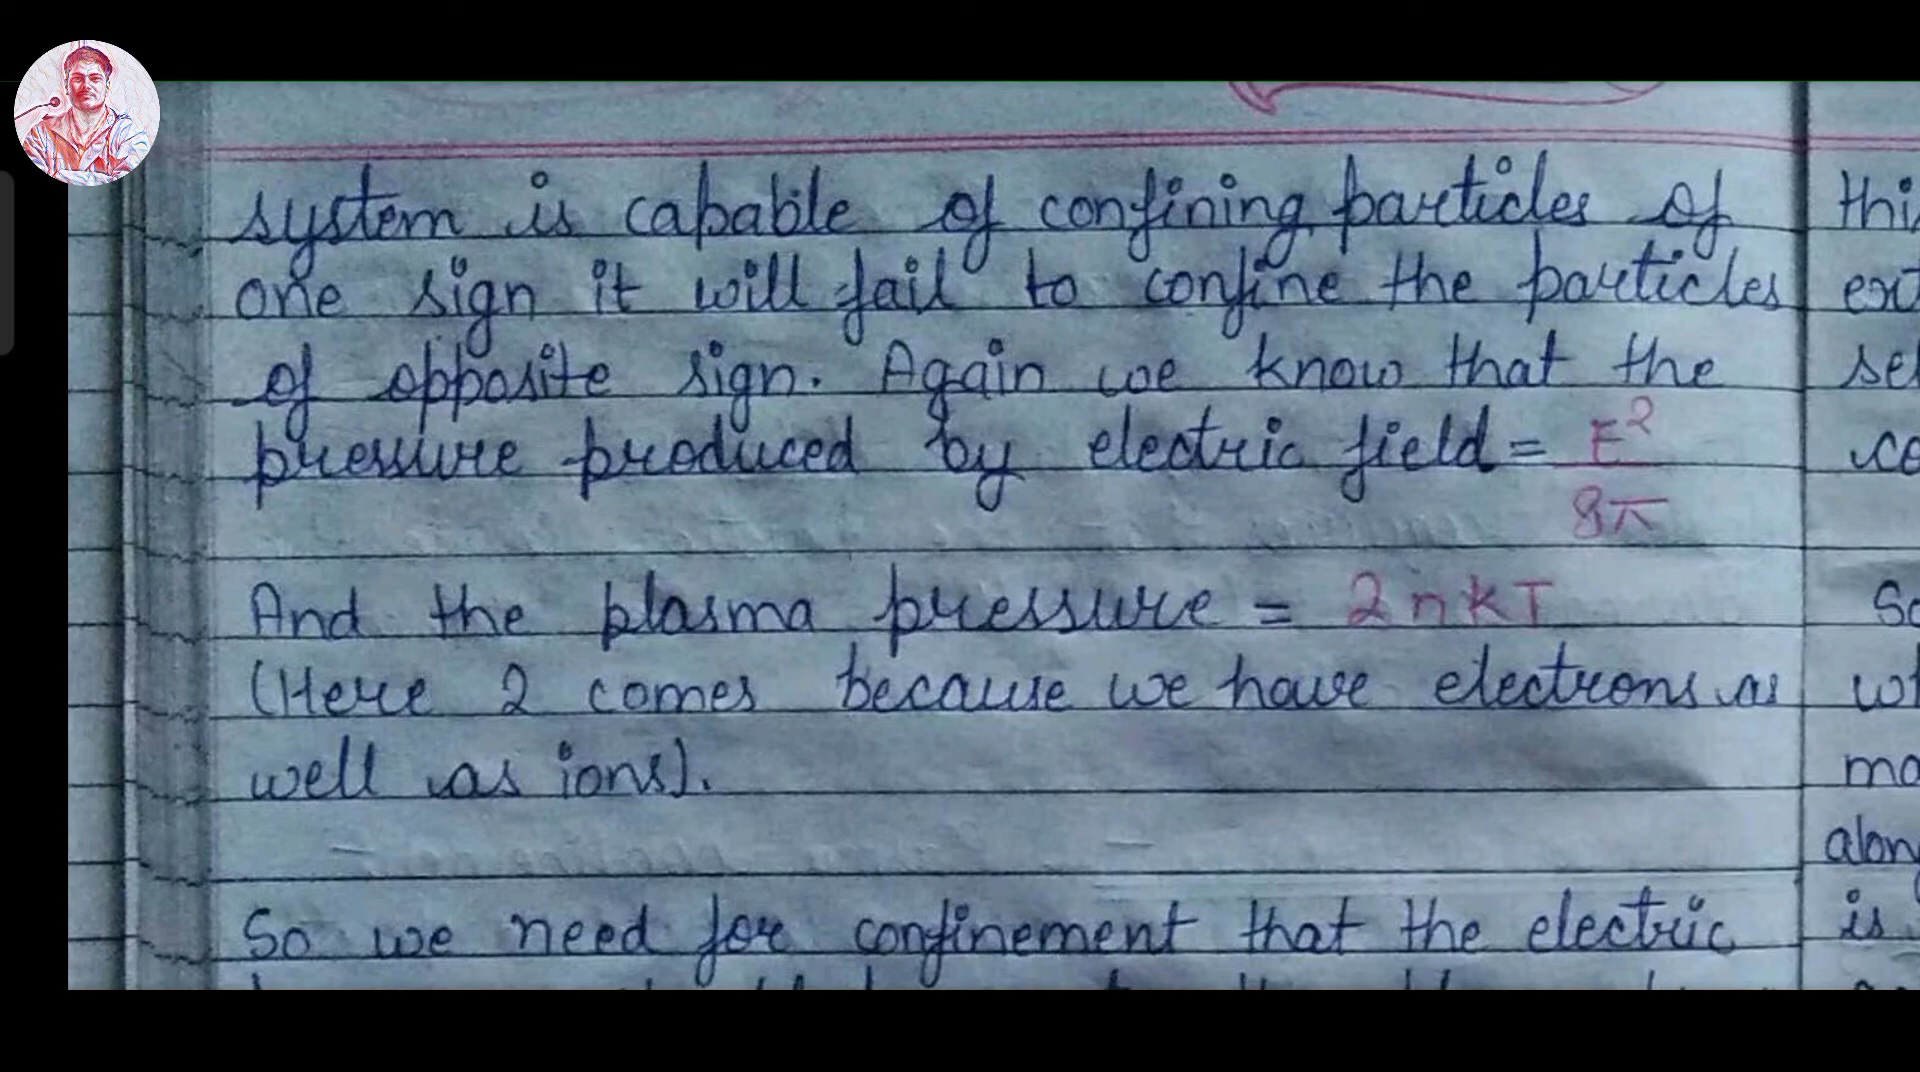 system is capable of confining particles of
one sign it will fail to confine the particles
of opposite sign. Again we know that the
pressure produced by electric field = E²/8π
And the plasma pressure = 2nkT
(Here 2 comes because we have electrons as
well as ions).
So we need for confinement that the electric